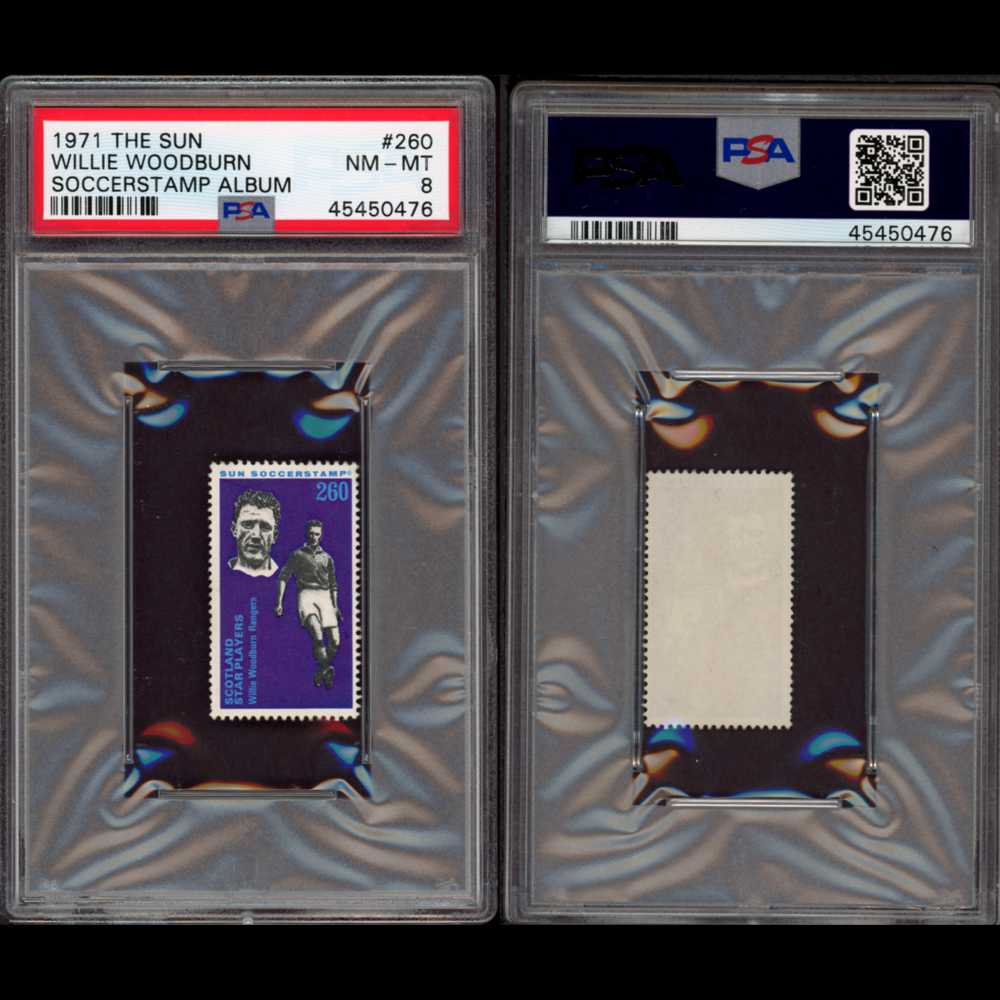 1971 THE SUN #260
WILLIE WOODBURN NM – MT
SOCCERSTAMP ALBUM 8
PSA 45450476
SUN SOCCERSTAMP
260
SCOTLAND
STAR PLAYERS
Willie Woodburn Rangers
PSA PSA
45450476